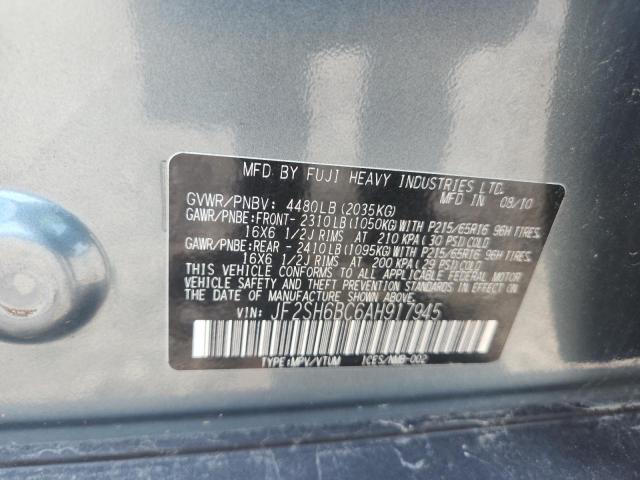 MFD. BY FUJI HEAVY INDUSTRIES LTD.
GVWR/PNBV: 4480LB(2035KG) M'F'D IN 09/10
GAWR/PNBE:FRONT- 2310LB(1050KG)WITH P215/65R16 96H TIRES.
16X6 1/2J RIMS AT 210 KPA(30 PSI)COLD
GAWR/PNBE:REAR - 2410LB(1095KG)WITH P215/65R16 96H TIRES.
16X6 1/2J RIMS AT 200 KPA(29 PSI)COLD
THIS VEHICLE CONFORMS TO ALL APPLICABLE FEDERAL MOTOR
VEHICLE SAFETY, BUMPER, AND THEFT PREVENTION STANDARDS
IN EFFECT ON THE DATE OF MANUFACTURE SHOWN ABOVE.
VIN: JF2SH6BC6AH917945
TYPE:MPV/VTUM ICES/NMB-002